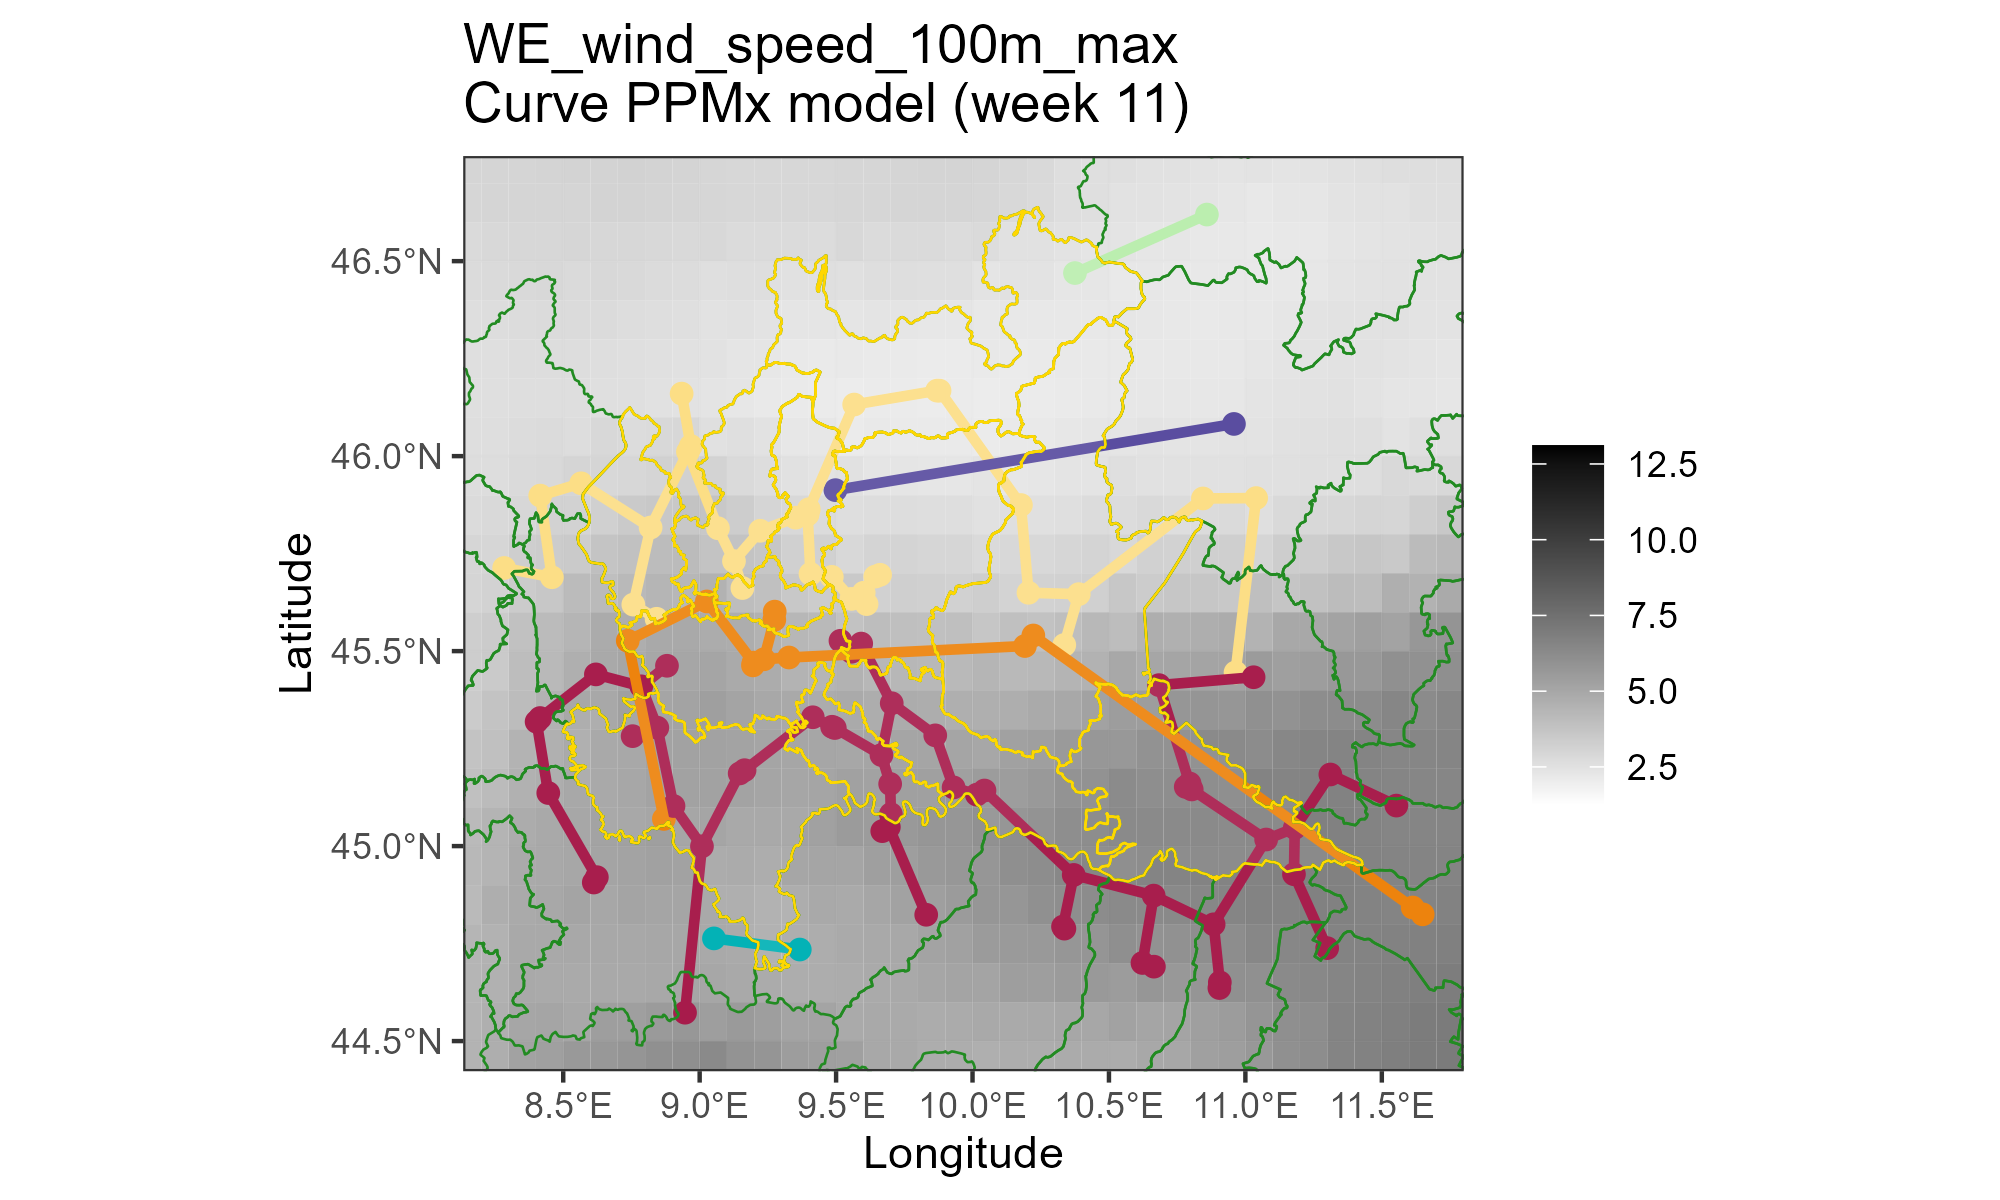 WE_wind_speed_100m_max
Curve PPMx model (week 11)
Latitude
46.5°N
46.0°N
45.5°N
45.0°N
44.5°N
8.5°E
9.0°E
9.5°E
10.0°E
10.5°E
11.0°E
11.5°E
Longitude
12.5
10.0
7.5
5.0
2.5